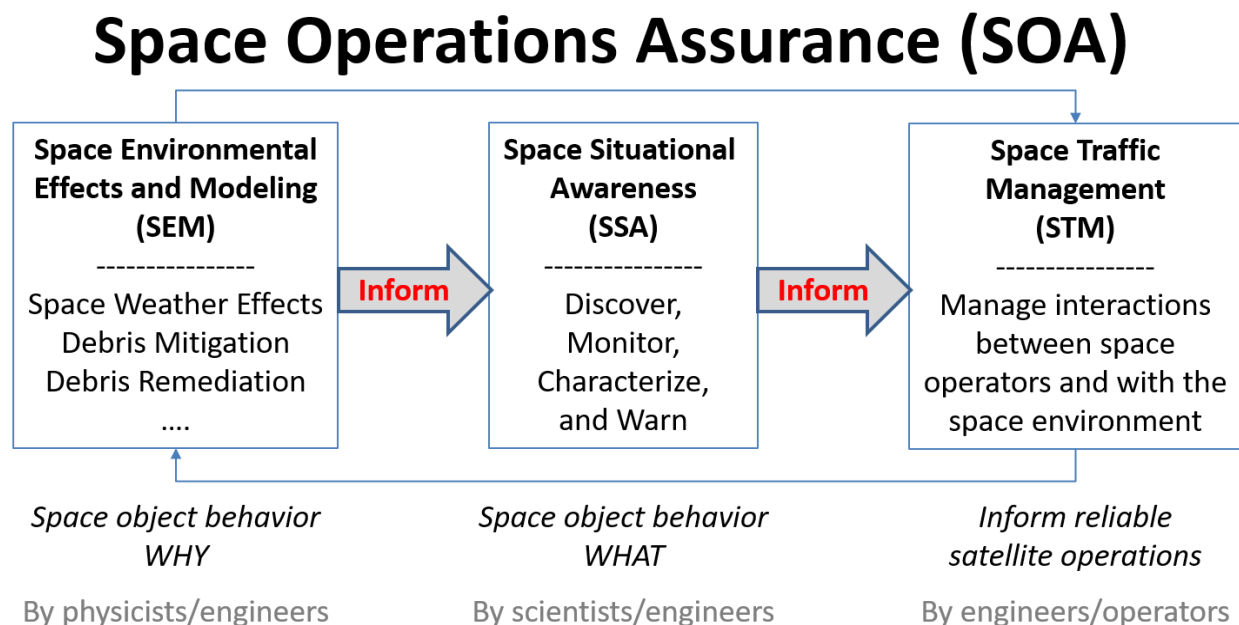 Space Operations Assurance (SOA)
Space Environmental
Effects and Modeling
(SEM)
----------------
Space Weather Effects
Debris Mitigation
Debris Remediation
....
Inform
Space Situational
Awareness
(SSA)
----------------
Discover,
Monitor,
Characterize,
and Warn
Inform
Space Traffic
Management
(STM)
----------------
Manage interactions
between space
operators and with the
space environment
Space object behavior
WHY
Space object behavior
WHAT
Inform reliable
satellite operations
By physicists/engineers
By scientists/engineers
By engineers/operators